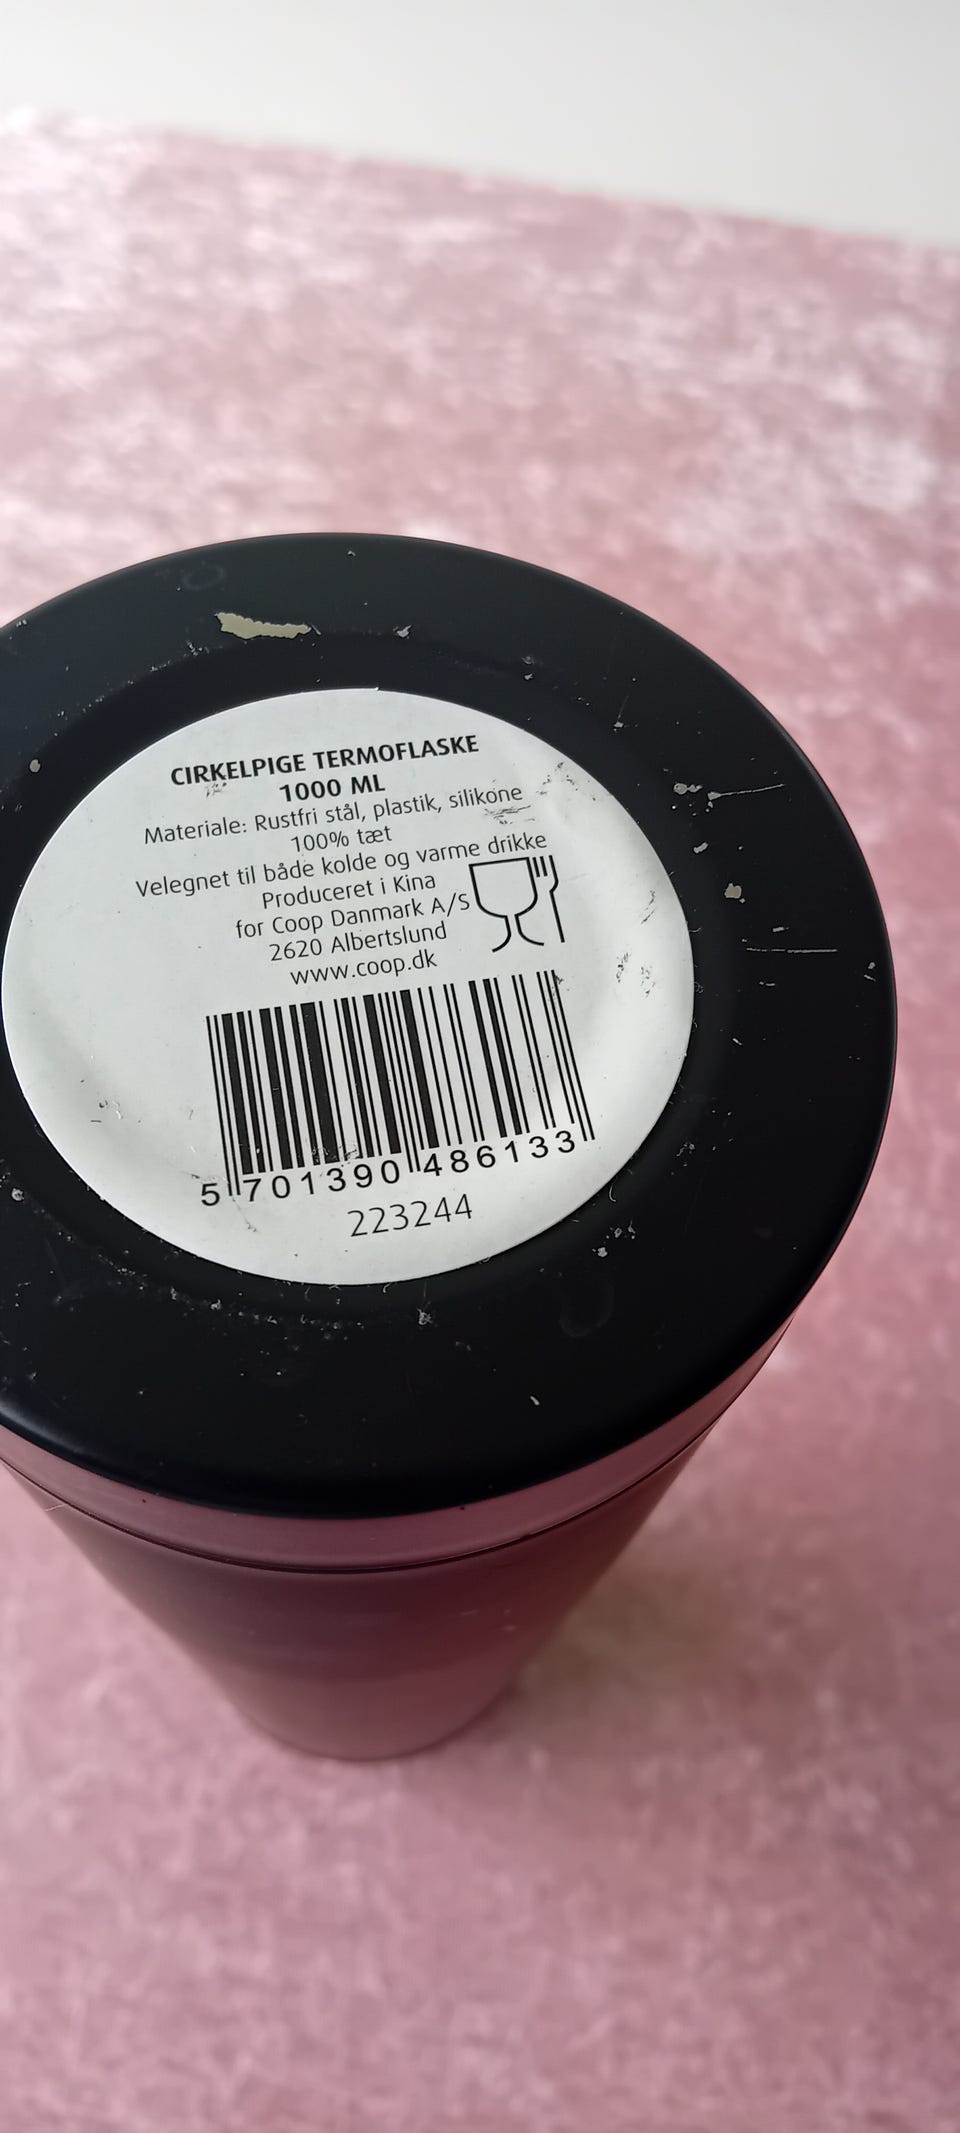 CIRKELPIGE TERMOFLASKE
1000 ML
Materiale: Rustfri stål, plastik, silikone
100% tæt
Velegnet til både kolde og varme drikke
Produceret i Kina
for Coop Danmark A/S
2620 Albertslund
www.coop.dk
5 701390 486133
223244